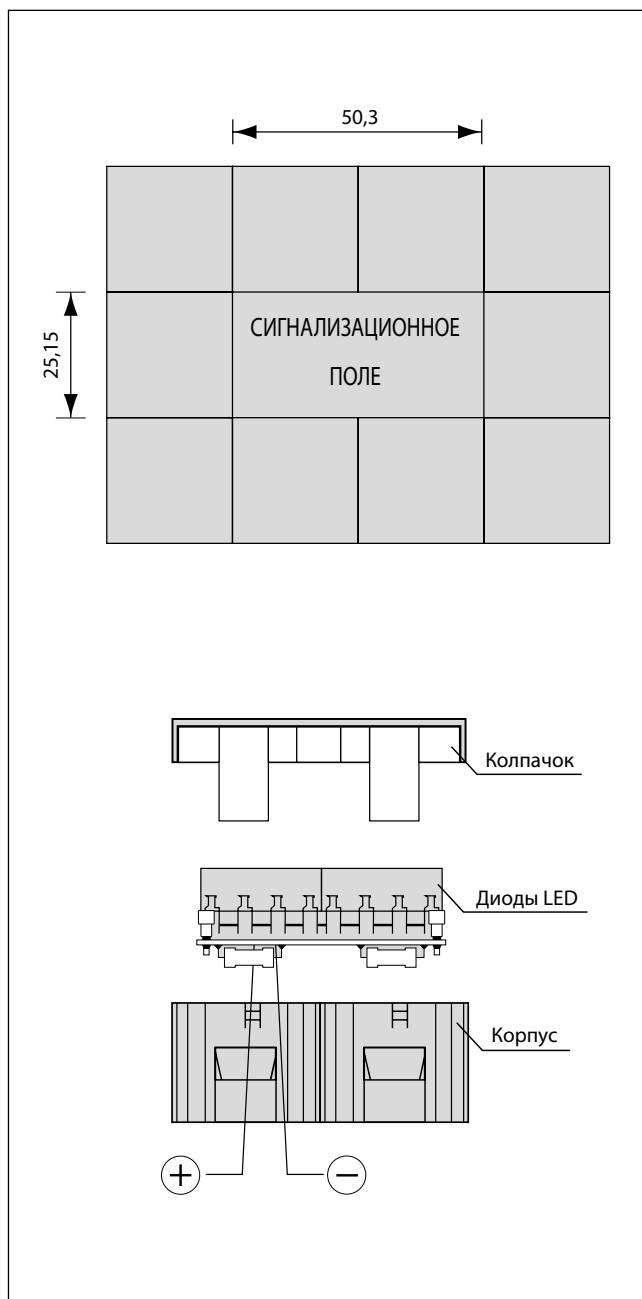 50,3
25,15
СИГНАЛИЗАЦИОННОЕ
ПОЛЕ
Колпачок
Диоды LED
Корпус
+ −